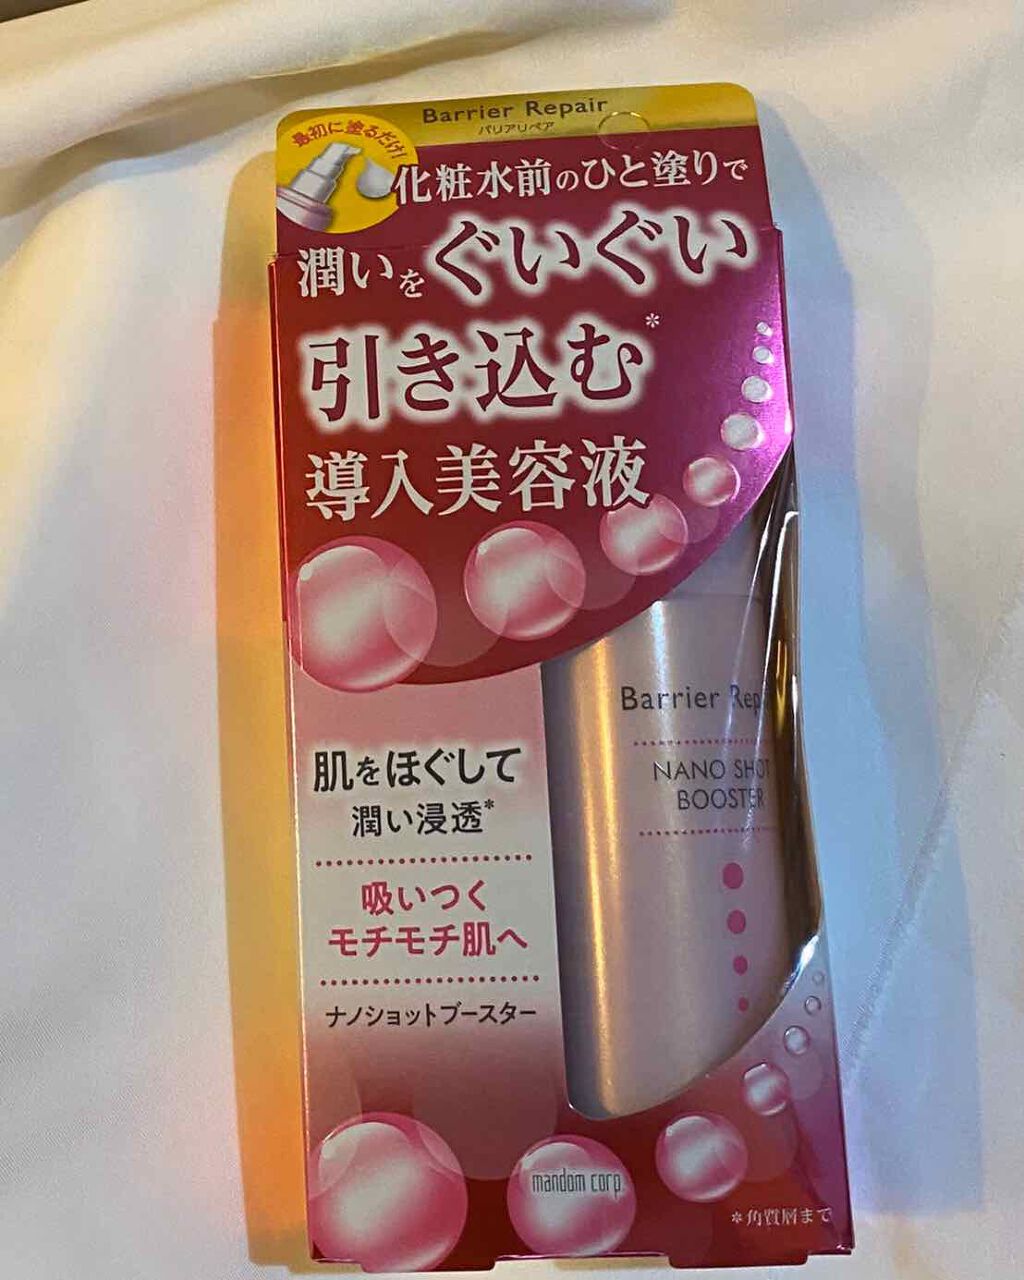 Barrier Repair
バリアリペア
最初に塗るだけ!
化粧水前のひと塗りで
潤いをぐいぐい
引き込む*
導入美容液
Barrier Rep
NANO SHOT
BOOSTER
肌をほぐして
潤い浸透*
吸いつく
モチモチ肌へ
ナノショットブースター
mandom corp
*角質層まで